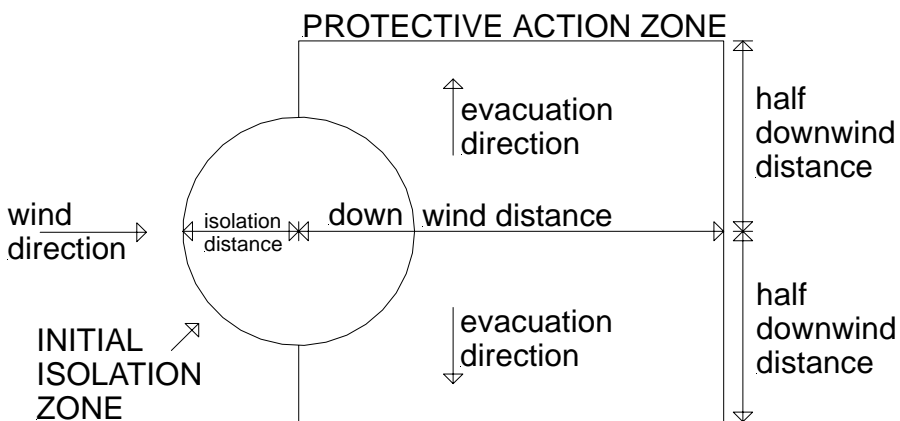 PROTECTIVE ACTION ZONE
evacuation
direction
half
downwind
distance
wind
direction
isolation
distance
down wind distance
INITIAL
ISOLATION
ZONE
evacuation
direction
half
downwind
distance